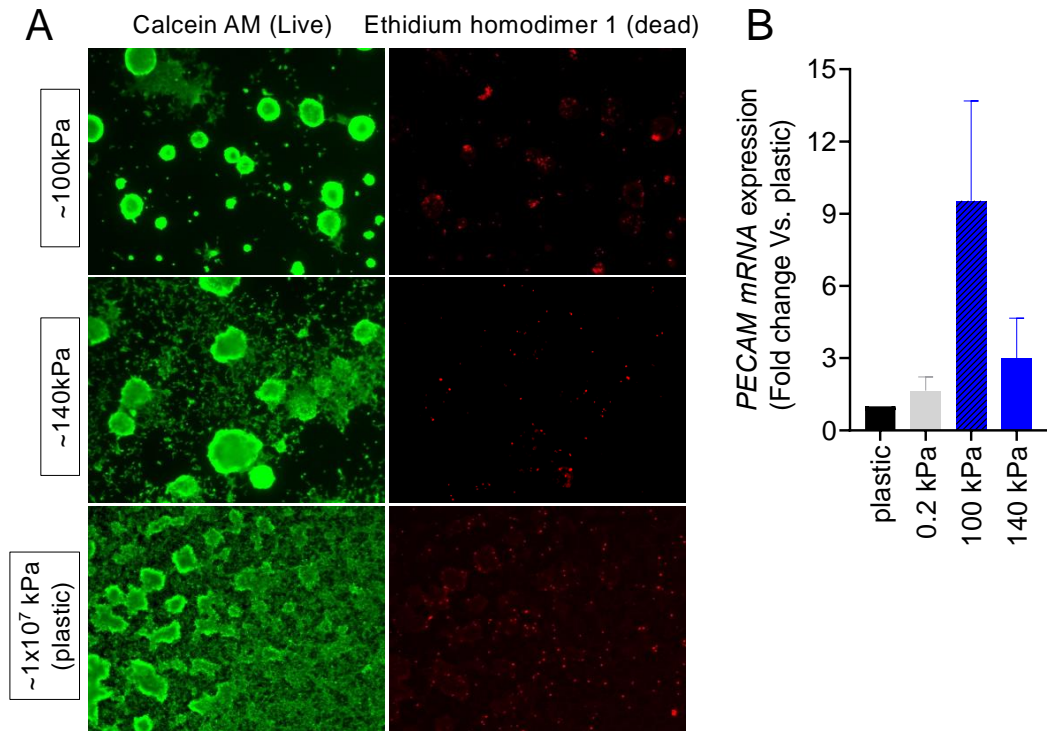 A
Calcein AM (Live)
Ethidium homodimer 1 (dead)
~100kPa
~140kPa
~1x10⁷ kPa
(plastic)
B
PECAM mRNA expression
(Fold change Vs. plastic)
15
12
9
6
3
0
plastic
0.2 kPa
100 kPa
140 kPa